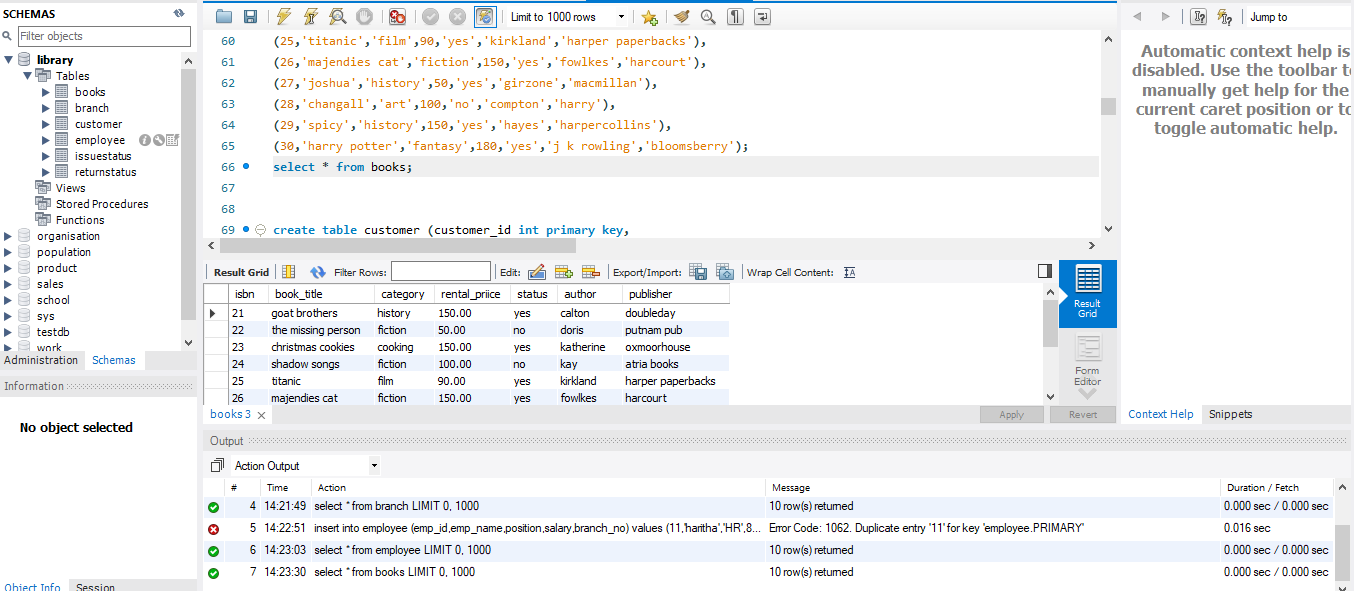 SCHEMAS
Filter objects
library
Tables
books
branch
customer
employee
issuestatus
returnstatus
Views
Stored Procedures
Functions
organisation
population
product
sales
school
sys
testdb
work
Administration Schemas
Information
No object selected
Object Info Session
Limit to 1000 rows
60 (25,'titanic','film',90,'yes','kirkland','harper paperbacks'),
61 (26,'majendies cat','fiction',150,'yes','fowlkes','harcourt'),
62 (27,'joshua','history',50,'yes','girzone','macmillan'),
63 (28,'changall','art',100,'no','compton','harry'),
64 (29,'spicy','history',150,'yes','hayes','harpercollins'),
65 (30,'harry potter','fantasy',180,'yes','j k rowling','bloomsberry');
66 select * from books;
67
68
69 create table customer (customer_id int primary key,
Result Grid Filter Rows: Edit: Export/Import: Wrap Cell Content:
isbn book_title category rental_priice status author publisher
21 goat brothers history 150.00 yes calton doubleday
22 the missing person fiction 50.00 no doris putnam pub
23 christmas cookies cooking 150.00 yes katherine oxmoorhouse
24 shadow songs fiction 100.00 no kay atria books
25 titanic film 90.00 yes kirkland harper paperbacks
26 majendies cat fiction 150.00 yes fowlkes harcourt
Result
Grid
Form
Editor
books 3 Apply Revert
Jump to
Automatic context help is
disabled. Use the toolbar to
manually get help for the
current caret position or to
toggle automatic help.
Context Help Snippets
Output
Action Output
# Time Action Message Duration / Fetch
4 14:21:49 select * from branch LIMIT 0, 1000 10 row(s) returned 0.000 sec / 0.000 sec
5 14:22:51 insert into employee (emp_id,emp_name,position,salary,branch_no) values (11,'haritha','HR',8... Error Code: 1062. Duplicate entry '11' for key 'employee.PRIMARY' 0.016 sec
6 14:23:03 select * from employee LIMIT 0, 1000 10 row(s) returned 0.000 sec / 0.000 sec
7 14:23:30 select * from books LIMIT 0, 1000 10 row(s) returned 0.000 sec / 0.000 sec